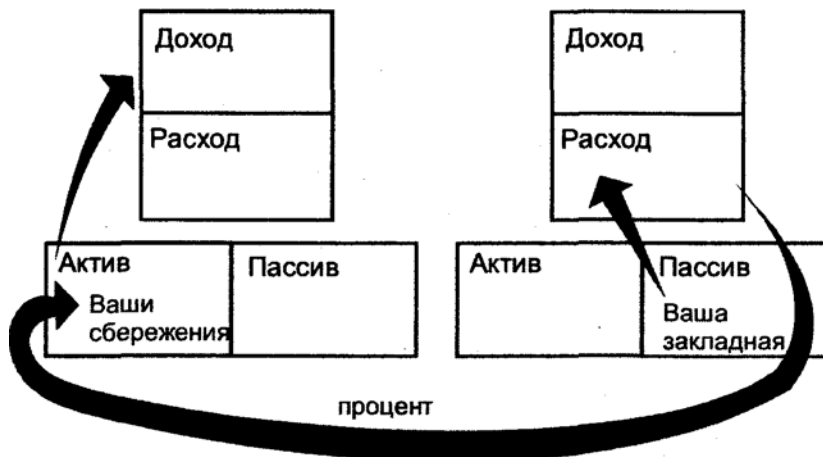 Доход
Расход
Актив
Пассив
Ваши
сбережения
Доход
Расход
Актив
Пассив
Ваша
закладная
процент